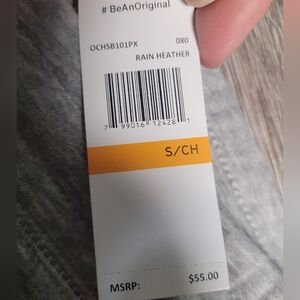 # BeAnOriginal
OCHSB101PX 080
RAIN HEATHER
7 99016 12428 1
S/CH
MSRP: $55.00